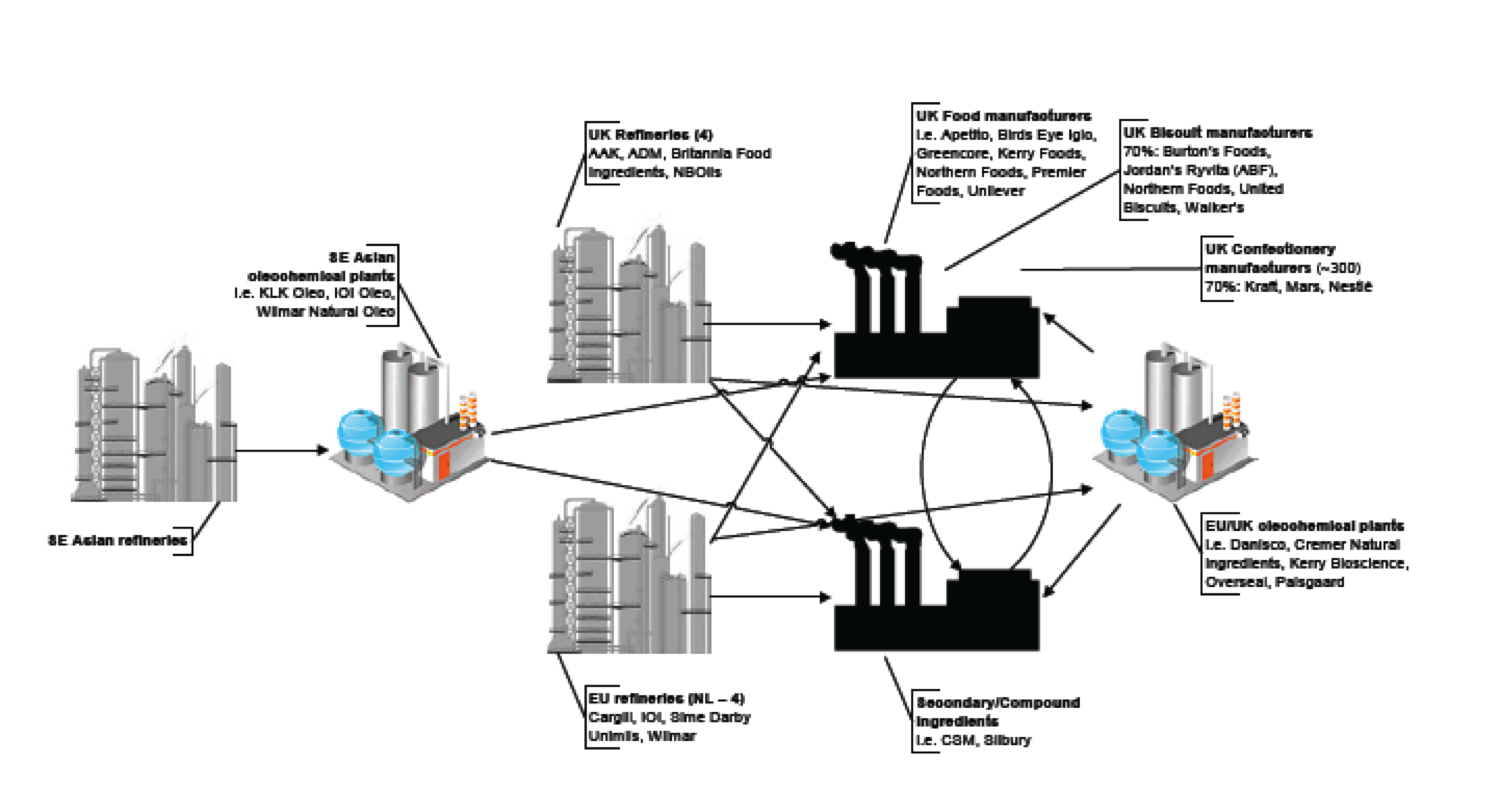 UK Refineries (4)
AAK, ADM, Britannia Food
Ingredients, NBOils
UK Food manufacturers
i.e. Apetito, Birds Eye Iglo,
Greencore, Kerry Foods,
Northern Foods, Premier
Foods, Unilever
UK Biscuit manufacturers
70%: Burton's Foods,
Jordan's Ryvita (ABF),
Northern Foods, United
Biscuits, Walker's
UK Confectionery
manufacturers (~300)
70%: Kraft, Mars, Nestlé
SE Asian
oleochemical plants
i.e. KLK Oleo, IOI Oleo,
Wilmar Natural Oleo
SE Asian refineries
EU/UK oleochemical plants
i.e. Danisco, Cremer Natural
Ingredients, Kerry Bioscience,
Overseal, Palsgaard
EU refineries (NL – 4)
Cargill, IOI, Sime Darby
Unimills, Wilmar
Secondary/Compound
Ingredients
i.e. CSM, Silbury